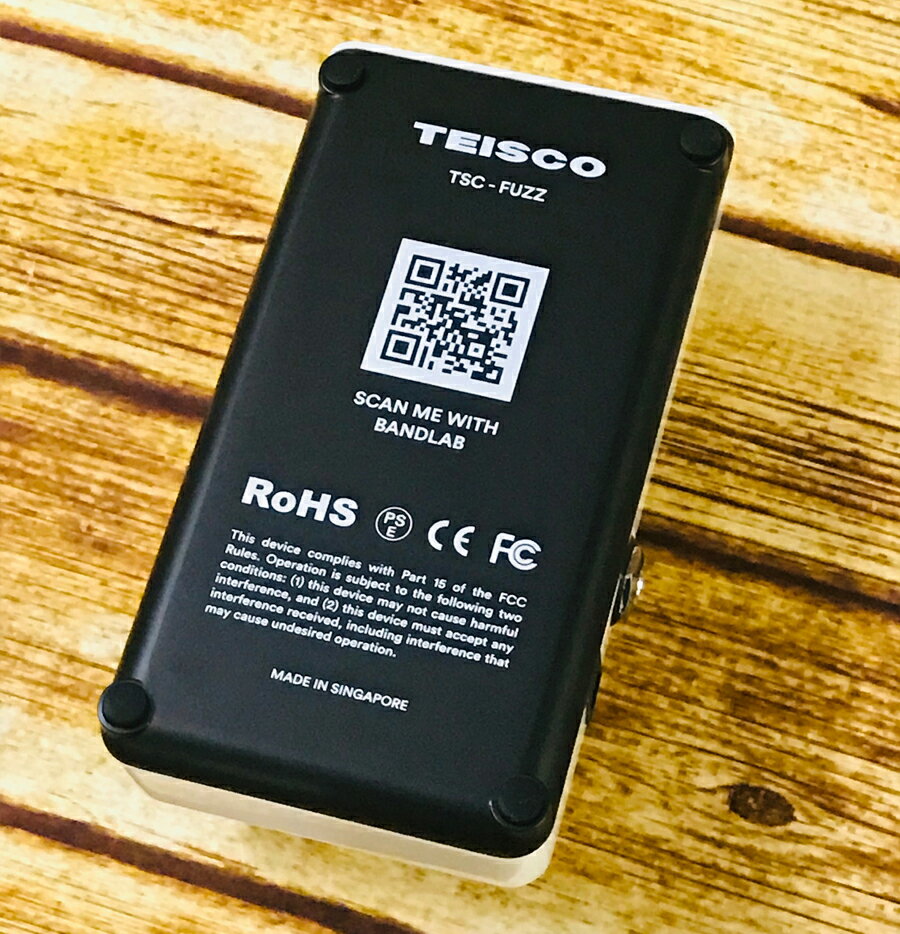 TEISCO
TSC - FUZZ
SCAN ME WITH
BANDLAB
RoHS PS E CE FC
This device complies with Part 15 of the FCC
Rules. Operation is subject to the following two
conditions: (1) this device may not cause harmful
interference, and (2) this device must accept any
interference received, including interference that
may cause undesired operation.
MADE IN SINGAPORE